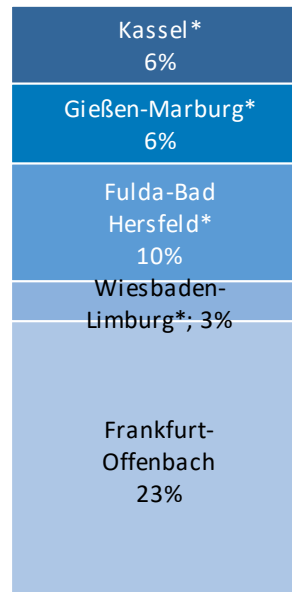 Kassel*
6%
Gießen-Marburg*
6%
Fulda-Bad
Hersfeld*
10%
Wiesbaden-
Limburg*; 3%
Frankfurt-
Offenbach
23%